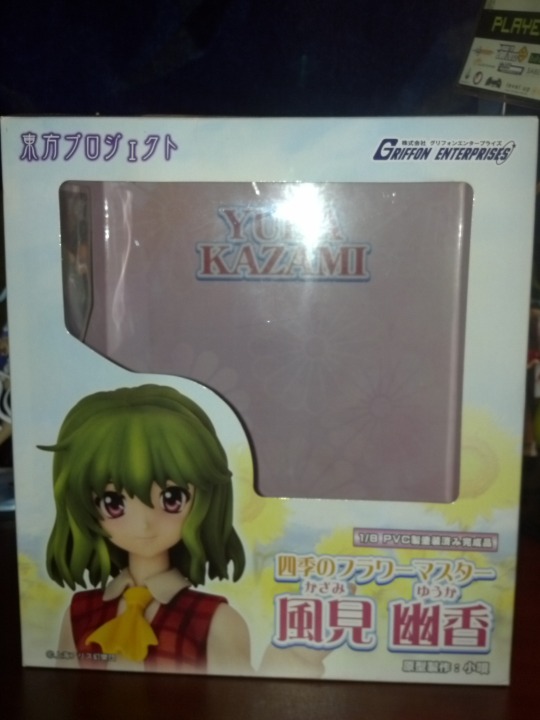 PLAYE
東方プロジェクト
株式会社 グリフォンエンタープライズ
GRIFFON ENTERPRISES
KAZAMI
1/8 PVC製塗装済み完成品
四季のフラワーマスター
かざみ ゆうか
風見 幽香
原型製作：小颯